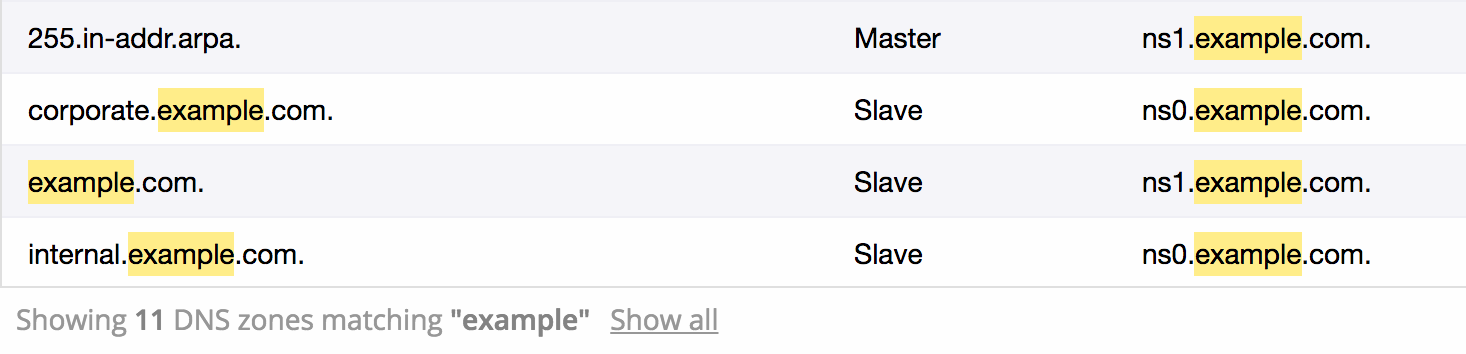 255.in-addr.arpa. Master ns1.example.com.
corporate.example.com. Slave ns0.example.com.
example.com. Slave ns1.example.com.
internal.example.com. Slave ns0.example.com.
Showing 11 DNS zones matching "example" Show all